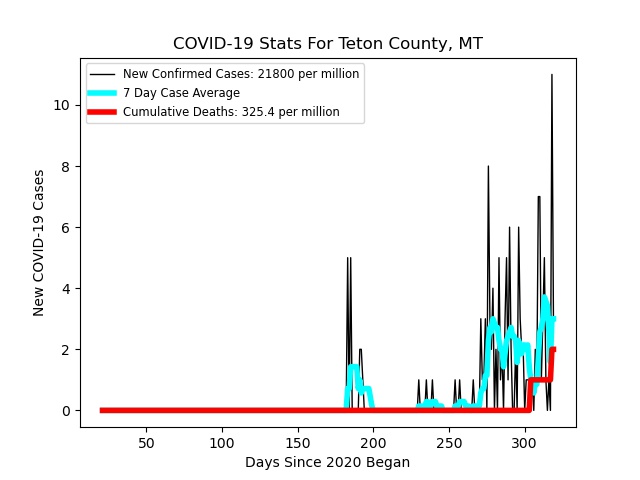 COVID-19 Stats For Teton County, MT
New Confirmed Cases: 21800 per million
7 Day Case Average
Cumulative Deaths: 325.4 per million
New COVID-19 Cases
10
8
6
4
2
0
50 100 150 200 250 300
Days Since 2020 Began